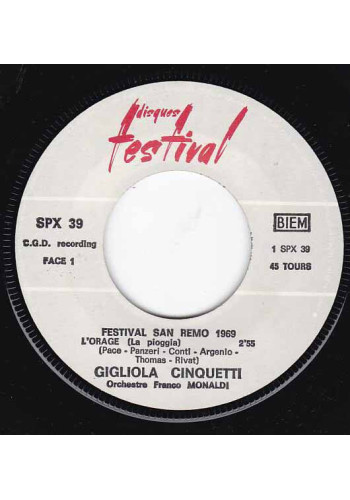 disques
festival
SPX 39
C.G.D. recording
FACE 1
BIEM
1 SPX 39
45 TOURS
FESTIVAL SAN REMO 1969
L'ORAGE (La pioggia) 2'55
(Pace - Panzeri - Conti - Argenio -
Thomas - Rivat)
GIGLIOLA CINQUETTI
Orchestre Franco MONALDI